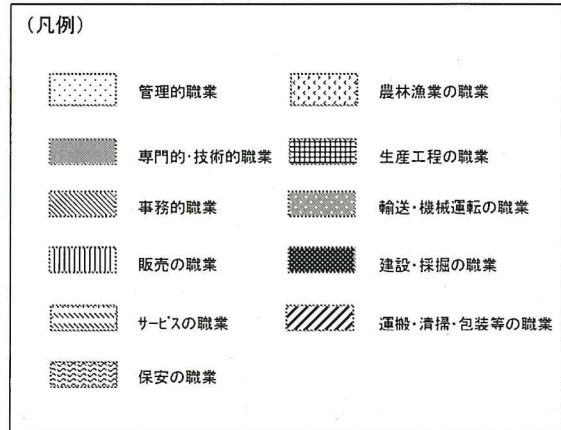 (凡例)
管理的職業
農林漁業の職業
専門的・技術的職業
生産工程の職業
事務的職業
輸送・機械運転の職業
販売の職業
建設・採掘の職業
サービスの職業
運搬・清掃・包装等の職業
保安の職業